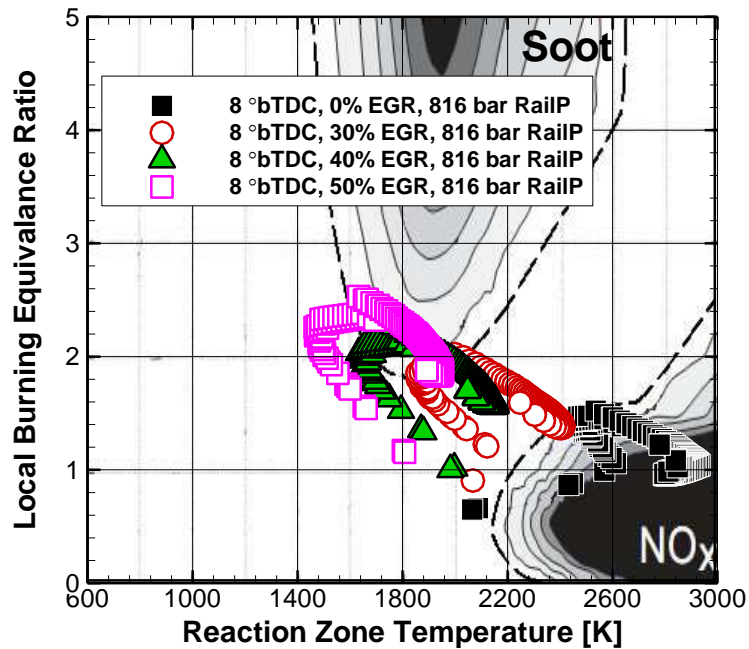 5
Soot
8 °bTDC, 0% EGR, 816 bar RailP
8 °bTDC, 30% EGR, 816 bar RailP
8 °bTDC, 40% EGR, 816 bar RailP
8 °bTDC, 50% EGR, 816 bar RailP
4
3
2
1
0
NOx
Local Burning Equivalance Ratio
600 1000 1400 1800 2200 2600 3000
Reaction Zone Temperature [K]